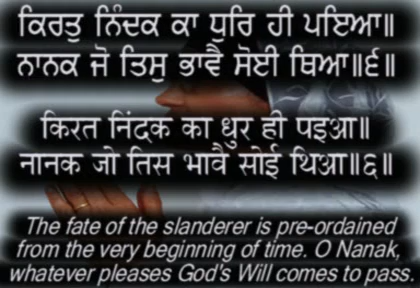 ਕਿਰਤੁ ਨਿੰਦਕ ਕਾ ਧੁਰਿ ਹੀ ਪਇਆ॥
ਨਾਨਕ ਜੋ ਤਿਸੁ ਭਾਵੈ ਸੋਈ ਥਿਆ॥੬॥
किरत निंदक का धुर ही पइआ॥
नानक जो तिस भावै सोई थिआ॥६॥
The fate of the slanderer is pre-ordained
from the very beginning of time. O Nanak,
whatever pleases God's Will comes to pass.